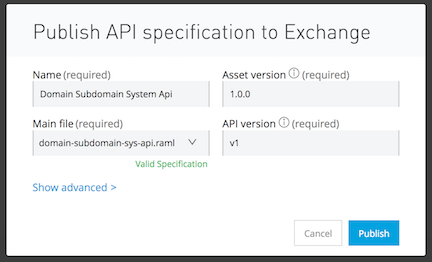 Publish API specification to Exchange
Name (required)
Asset version (required)
Domain Subdomain System Api
1.0.0
Main file (required)
API version (required)
domain-subdomain-sys-api.raml
v1
Valid Specification
Show advanced >
Cancel
Publish